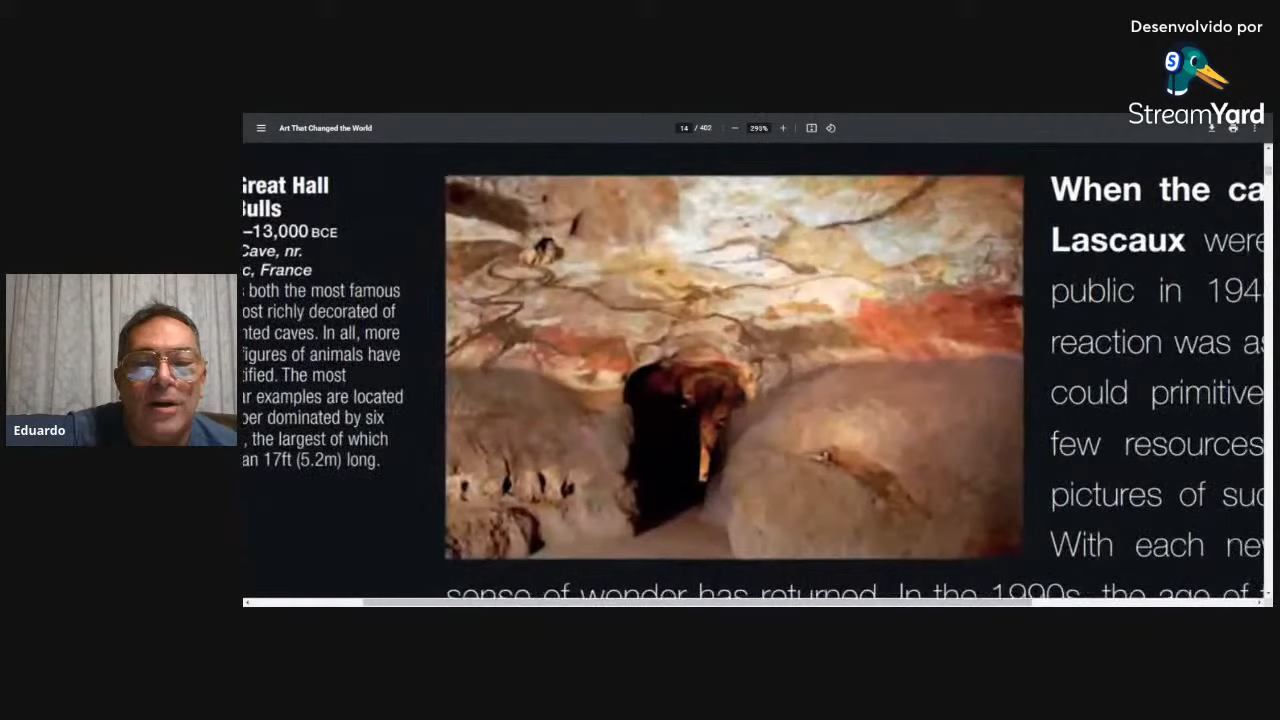 Desenvolvido por
StreamYard
Art That Changed the World
14 / 402
293%
Great Hall
Bulls
–13,000 BCE
Cave, nr.
c, France
both the most famous
ost richly decorated of
nted caves. In all, more
figures of animals have
ified. The most
ar examples are located
ber dominated by six
, the largest of which
an 17ft (5.2m) long.
When the ca
Lascaux were
public in 194
reaction was as
could primitive
few resources
pictures of suc
With each nev
sense of wonder has returned. In the 1990s, the age of t
Eduardo